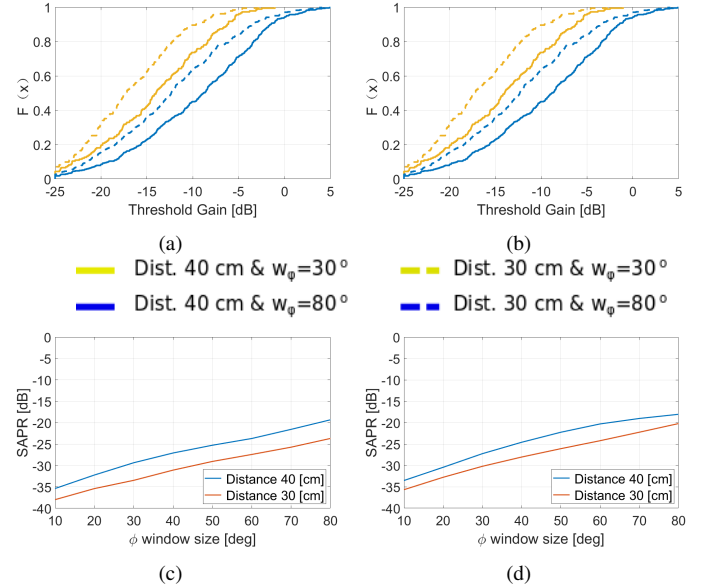 1
0.8
0.6
0.4
0.2
0
F (x)
-25 -20 -15 -10 -5 0 5
Threshold Gain [dB]
(a)
1
0.8
0.6
0.4
0.2
0
F (x)
-25 -20 -15 -10 -5 0 5
Threshold Gain [dB]
(b)
Dist. 40 cm & wφ=30°
Dist. 30 cm & wφ=30°
Dist. 40 cm & wφ=80°
Dist. 30 cm & wφ=80°
0
-5
-10
-15
-20
-25
-30
-35
-40
SAPR [dB]
Distance 40 [cm]
Distance 30 [cm]
10 20 30 40 50 60 70 80
ϕ window size [deg]
(c)
0
-5
-10
-15
-20
-25
-30
-35
-40
SAPR [dB]
Distance 40 [cm]
Distance 30 [cm]
10 20 30 40 50 60 70 80
ϕ window size [deg]
(d)